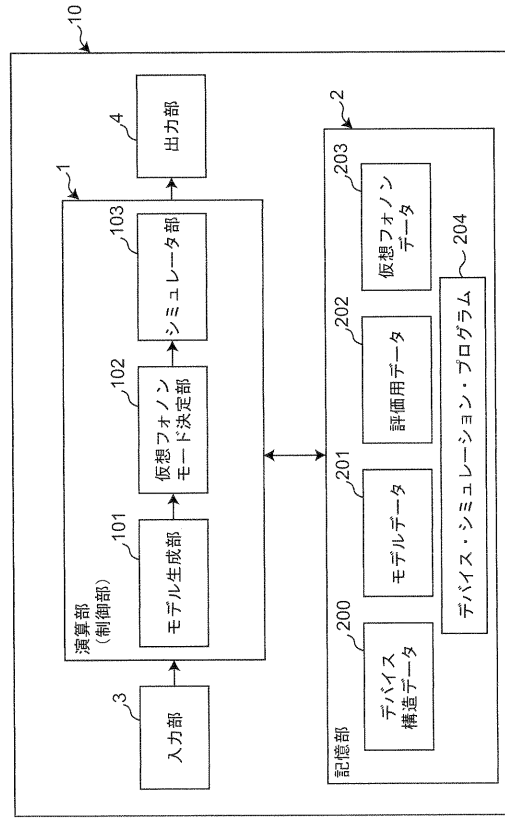 10
1
演算部
(制御部)
3
入力部
101
モデル生成部
102
仮想フォノン
モード決定部
103
シミュレータ部
4
出力部
2
記憶部
200
デバイス
構造データ
201
モデルデータ
202
評価用データ
203
仮想フォノン
データ
204
デバイス・シミュレーション・プログラム